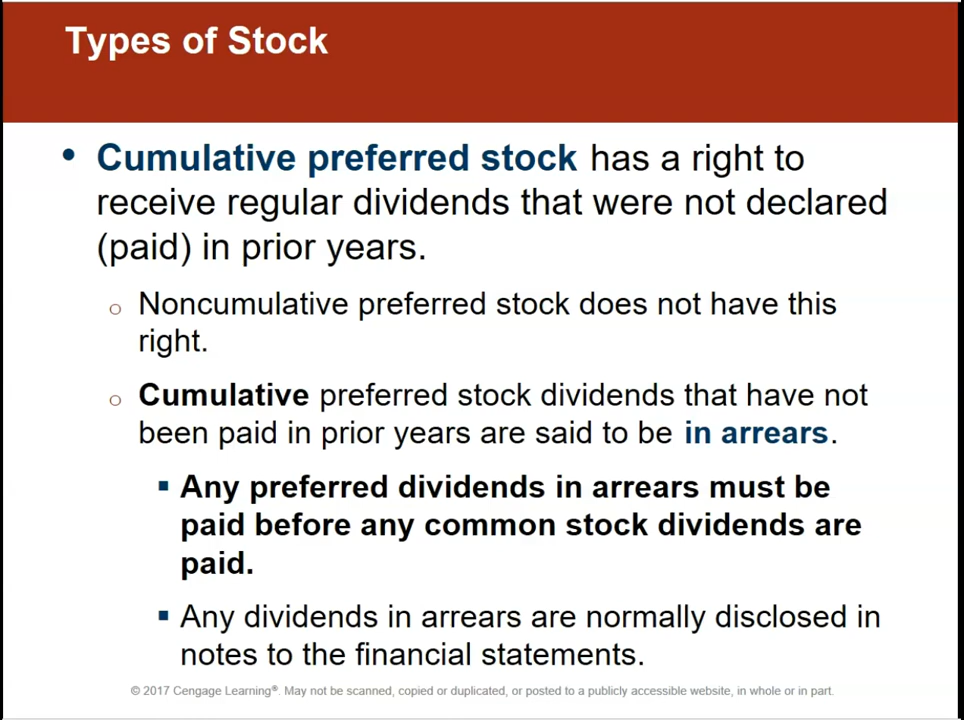 Types of Stock
• Cumulative preferred stock has a right to
receive regular dividends that were not declared
(paid) in prior years.
○ Noncumulative preferred stock does not have this
right.
○ Cumulative preferred stock dividends that have not
been paid in prior years are said to be in arrears.
▪ Any preferred dividends in arrears must be
paid before any common stock dividends are
paid.
▪ Any dividends in arrears are normally disclosed in
notes to the financial statements.
© 2017 Cengage Learning®. May not be scanned, copied or duplicated, or posted to a publicly accessible website, in whole or in part.